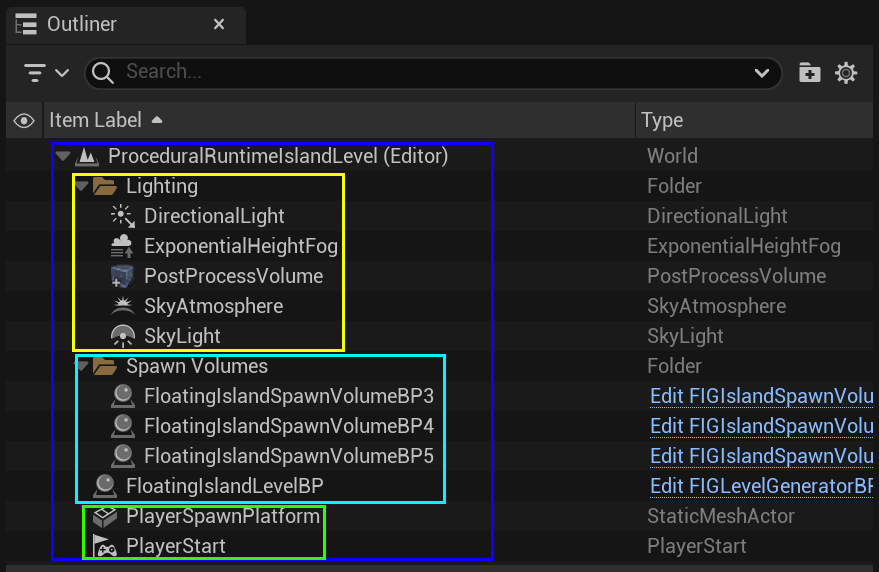 Outliner ×
Search...
Item Label Type
ProceduralRuntimeIslandLevel (Editor) World
Lighting Folder
DirectionalLight DirectionalLight
ExponentialHeightFog ExponentialHeightFog
PostProcessVolume PostProcessVolume
SkyAtmosphere SkyAtmosphere
SkyLight SkyLight
Spawn Volumes Folder
FloatingIslandSpawnVolumeBP3 Edit FIGIslandSpawnVolu
FloatingIslandSpawnVolumeBP4 Edit FIGIslandSpawnVolu
FloatingIslandSpawnVolumeBP5 Edit FIGIslandSpawnVolu
FloatingIslandLevelBP Edit FIGLevelGeneratorBF
PlayerSpawnPlatform StaticMeshActor
PlayerStart PlayerStart